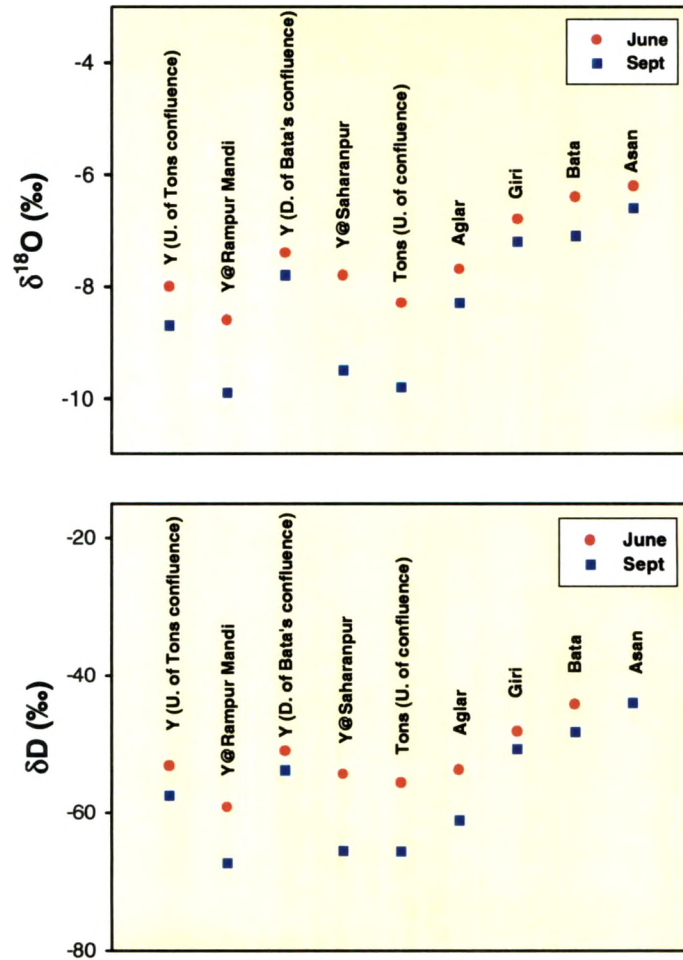 -4
-6
-8
-10
δ¹⁸O (‰)
June
Sept
Y (U. of Tons confluence)
Y@Rampur Mandi
Y (D. of Bata's confluence)
Y@Saharanpur
Tons (U. of confluence)
Aglar
Giri
Bata
Asan
-20
-40
-60
-80
δD (‰)
June
Sept
Y (U. of Tons confluence)
Y@Rampur Mandi
Y (D. of Bata's confluence)
Y@Saharanpur
Tons (U. of confluence)
Aglar
Giri
Bata
Asan